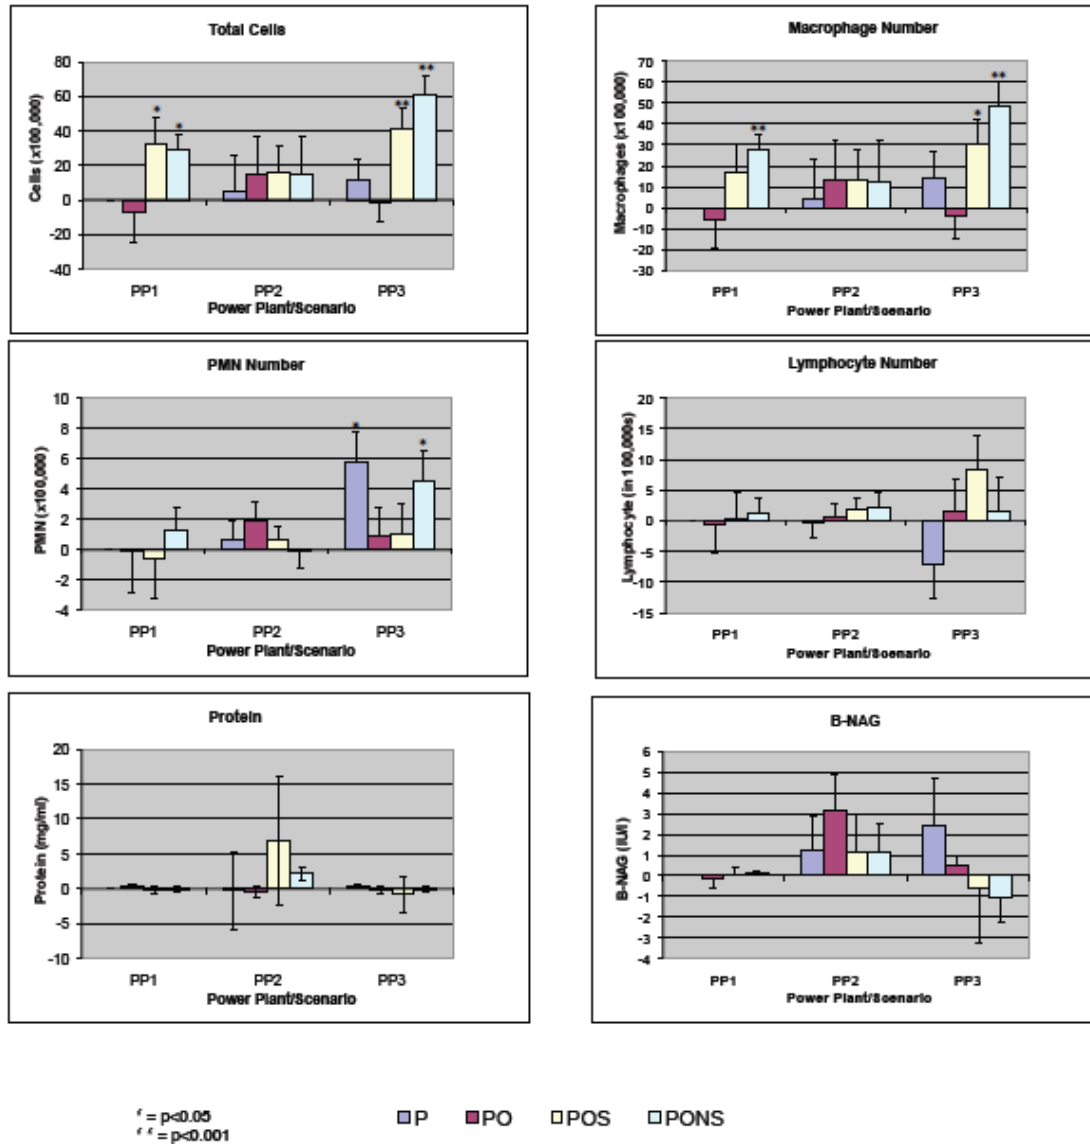 Total Cells
Cells (x100,000)
80
60
40
20
0
-20
-40
* * ** **
PP1 PP2 PP3
Power Plant/Scenario
Macrophage Number
Macrophages (x100,000)
70
60
50
40
30
20
10
0
-10
-20
-30
** * **
PP1 PP2 PP3
Power Plant/Scenario
PMN Number
PMN (x100,000)
10
8
6
4
2
0
-2
-4
* *
PP1 PP2 PP3
Power Plant/Scenario
Lymphocyte Number
Lymphocyte (in 100,000s)
20
15
10
5
0
-5
-10
-15
PP1 PP2 PP3
Power Plant/Scenario
Protein
Protein (mg/ml)
20
15
10
5
0
-5
-10
PP1 PP2 PP3
Power Plant/Scenario
B-NAG
B-NAG (IU/l)
6
5
4
3
2
1
0
-1
-2
-3
-4
PP1 PP2 PP3
Power Plant/Scenario
* = p<0.05
** = p<0.001
P PO POS PONS